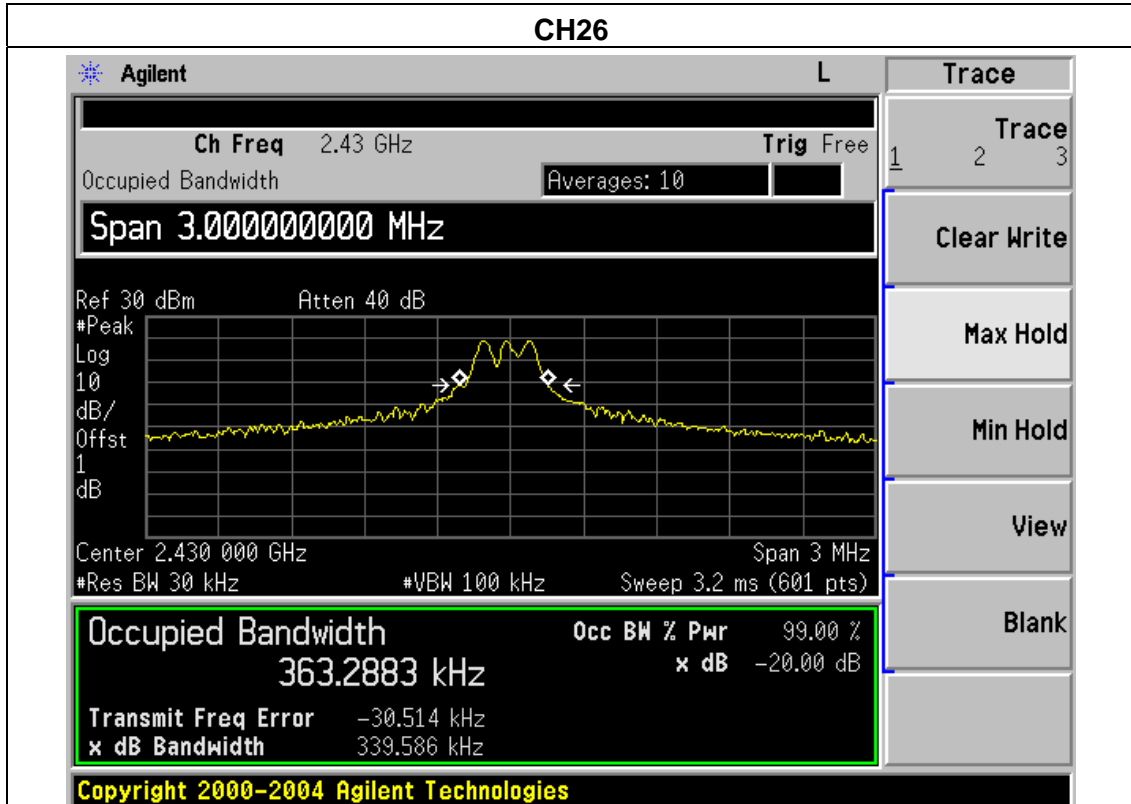 CH26
Agilent L Trace
Ch Freq 2.43 GHz Trig Free
Occupied Bandwidth Averages: 10
Span 3.000000000 MHz
Ref 30 dBm Atten 40 dB
#Peak
Log
10
dB/
Offst
1
dB
Center 2.430 000 GHz Span 3 MHz
#Res BW 30 kHz #VBW 100 kHz Sweep 3.2 ms (601 pts)
Occupied Bandwidth Occ BW % Pwr 99.00 %
363.2883 kHz x dB -20.00 dB
Transmit Freq Error -30.514 kHz
x dB Bandwidth 339.586 kHz
Copyright 2000-2004 Agilent Technologies
Trace
1 2 3
Clear Write
Max Hold
Min Hold
View
Blank